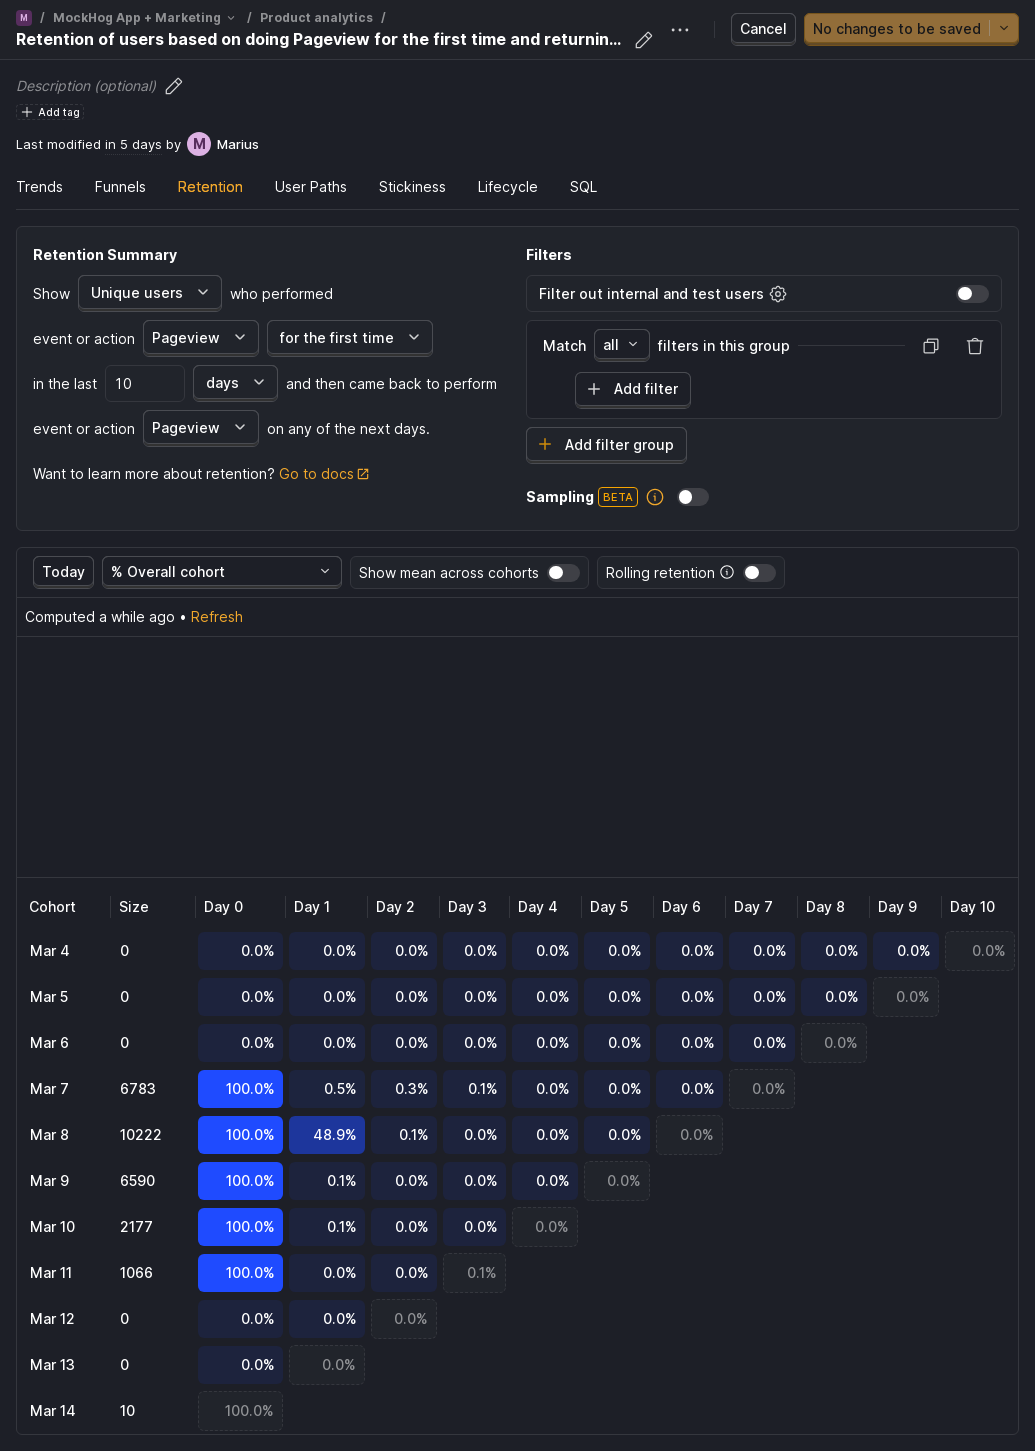 M / MockHog App + Marketing / Product analytics /
Retention of users based on doing Pageview for the first time and returnin...
Cancel
No changes to be saved
Description (optional)
Add tag
Last modified in 5 days by M Marius
Trends Funnels Retention User Paths Stickiness Lifecycle SQL
Retention Summary
Show Unique users who performed
event or action Pageview for the first time
in the last 10 days and then came back to perform
event or action Pageview on any of the next days.
Want to learn more about retention? Go to docs
Filters
Filter out internal and test users
Match all filters in this group
Add filter
Add filter group
Sampling BETA
Today % Overall cohort Show mean across cohorts Rolling retention
Computed a while ago • Refresh
Cohort Size Day 0 Day 1 Day 2 Day 3 Day 4 Day 5 Day 6 Day 7 Day 8 Day 9 Day 10
Mar 4 0 0.0% 0.0% 0.0% 0.0% 0.0% 0.0% 0.0% 0.0% 0.0% 0.0% 0.0%
Mar 5 0 0.0% 0.0% 0.0% 0.0% 0.0% 0.0% 0.0% 0.0% 0.0% 0.0%
Mar 6 0 0.0% 0.0% 0.0% 0.0% 0.0% 0.0% 0.0% 0.0% 0.0%
Mar 7 6783 100.0% 0.5% 0.3% 0.1% 0.0% 0.0% 0.0% 0.0%
Mar 8 10222 100.0% 48.9% 0.1% 0.0% 0.0% 0.0% 0.0%
Mar 9 6590 100.0% 0.1% 0.0% 0.0% 0.0% 0.0%
Mar 10 2177 100.0% 0.1% 0.0% 0.0% 0.0%
Mar 11 1066 100.0% 0.0% 0.0% 0.1%
Mar 12 0 0.0% 0.0% 0.0%
Mar 13 0 0.0% 0.0%
Mar 14 10 100.0%